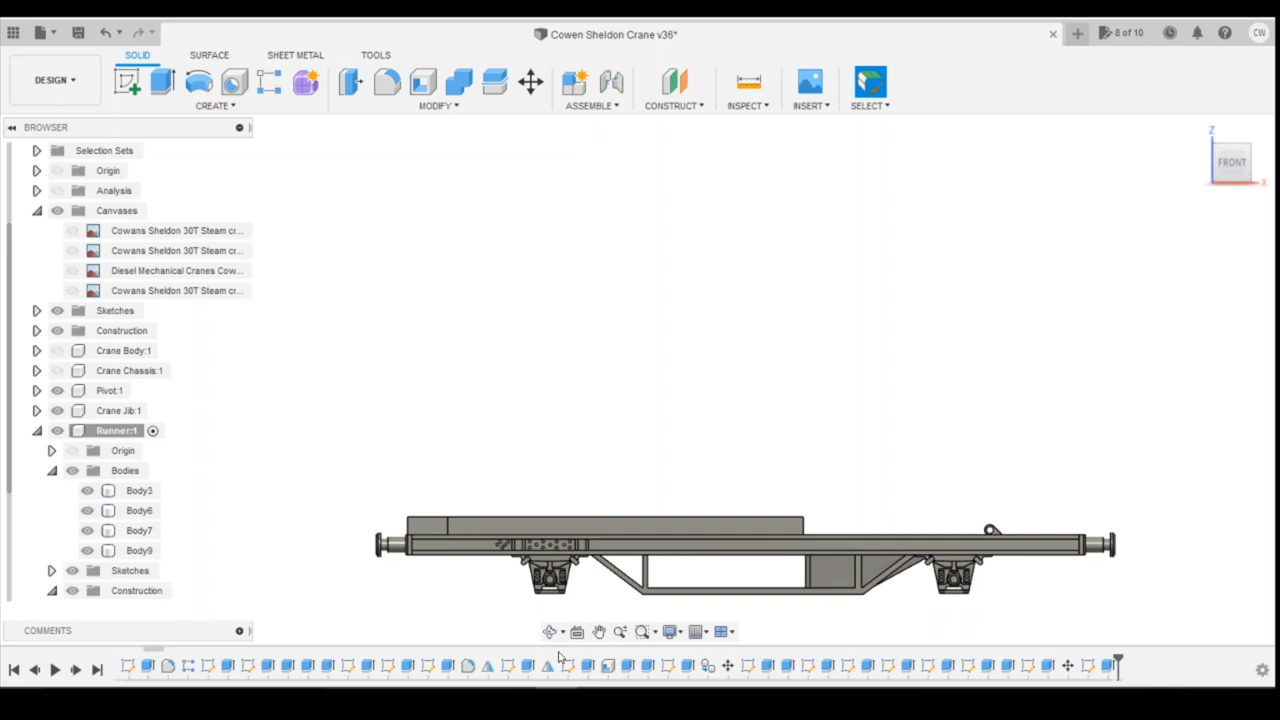 Cowen Sheldon Crane v36*
8 of 10
CW
SOLID
SURFACE
SHEET METAL
TOOLS
DESIGN
CREATE
MODIFY
ASSEMBLE
CONSTRUCT
INSPECT
INSERT
SELECT
BROWSER
Selection Sets
Origin
Analysis
Canvases
Cowans Sheldon 30T Steam cr...
Cowans Sheldon 30T Steam cr...
Diesel Mechanical Cranes Cow...
Cowans Sheldon 30T Steam cr...
Sketches
Construction
Crane Body:1
Crane Chassis:1
Pivot:1
Crane Jib:1
Runner:1
Origin
Bodies
Body3
Body6
Body7
Body9
Sketches
Construction
Z
FRONT
X
COMMENTS